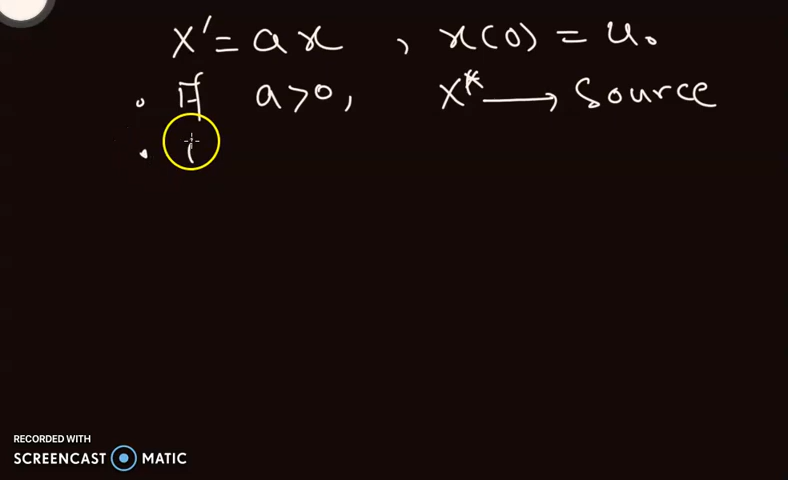 x' = ax , x(0) = u₀
• If a>0, x* → Source
•
RECORDED WITH
SCREENCAST MATIC